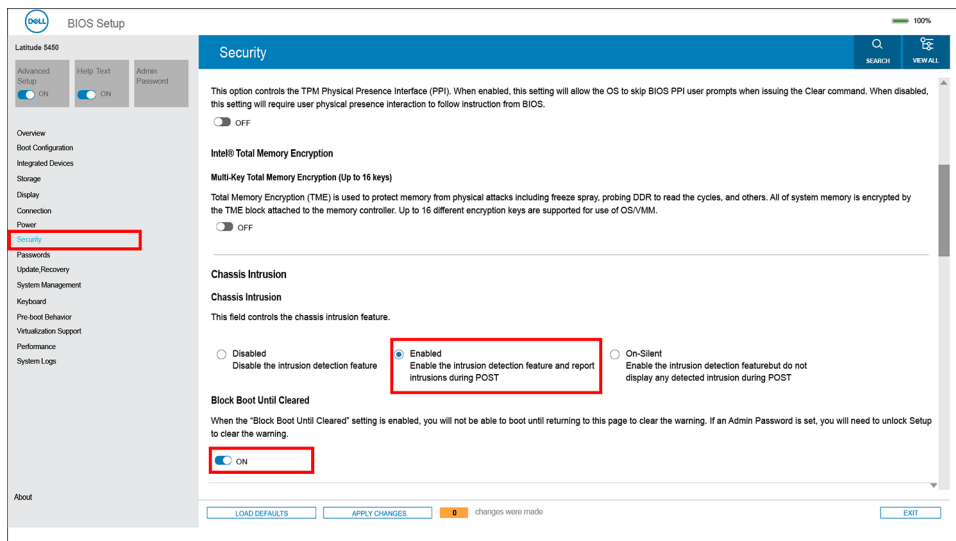 DELL
BIOS Setup
100%
Latitude 5450
Advanced
Setup
ON
Help Text
ON
Admin
Password
Security
SEARCH
VIEW ALL
Overview
Boot Configuration
Integrated Devices
Storage
Display
Connection
Power
Security
Passwords
Update,Recovery
System Management
Keyboard
Pre-boot Behavior
Virtualization Support
Performance
System Logs
About
This option controls the TPM Physical Presence Interface (PPI). When enabled, this setting will allow the OS to skip BIOS PPI user prompts when issuing the Clear command. When disabled,
this setting will require user physical presence interaction to follow instruction from BIOS.
OFF
Intel® Total Memory Encryption
Multi-Key Total Memory Encryption (Up to 16 keys)
Total Memory Encryption (TME) is used to protect memory from physical attacks including freeze spray, probing DDR to read the cycles, and others. All of system memory is encrypted by
the TME block attached to the memory controller. Up to 16 different encryption keys are supported for use of OS/VMM.
OFF
Chassis Intrusion
Chassis Intrusion
This field controls the chassis intrusion feature.
Disabled
Disable the intrusion detection feature
Enabled
Enable the intrusion detection feature and report
intrusions during POST
On-Silent
Enable the intrusion detection featurebut do not
display any detected intrusion during POST
Block Boot Until Cleared
When the "Block Boot Until Cleared" setting is enabled, you will not be able to boot until returning to this page to clear the warning. If an Admin Password is set, you will need to unlock Setup
to clear the warning.
ON
LOAD DEFAULTS
APPLY CHANGES
0
changes were made
EXIT